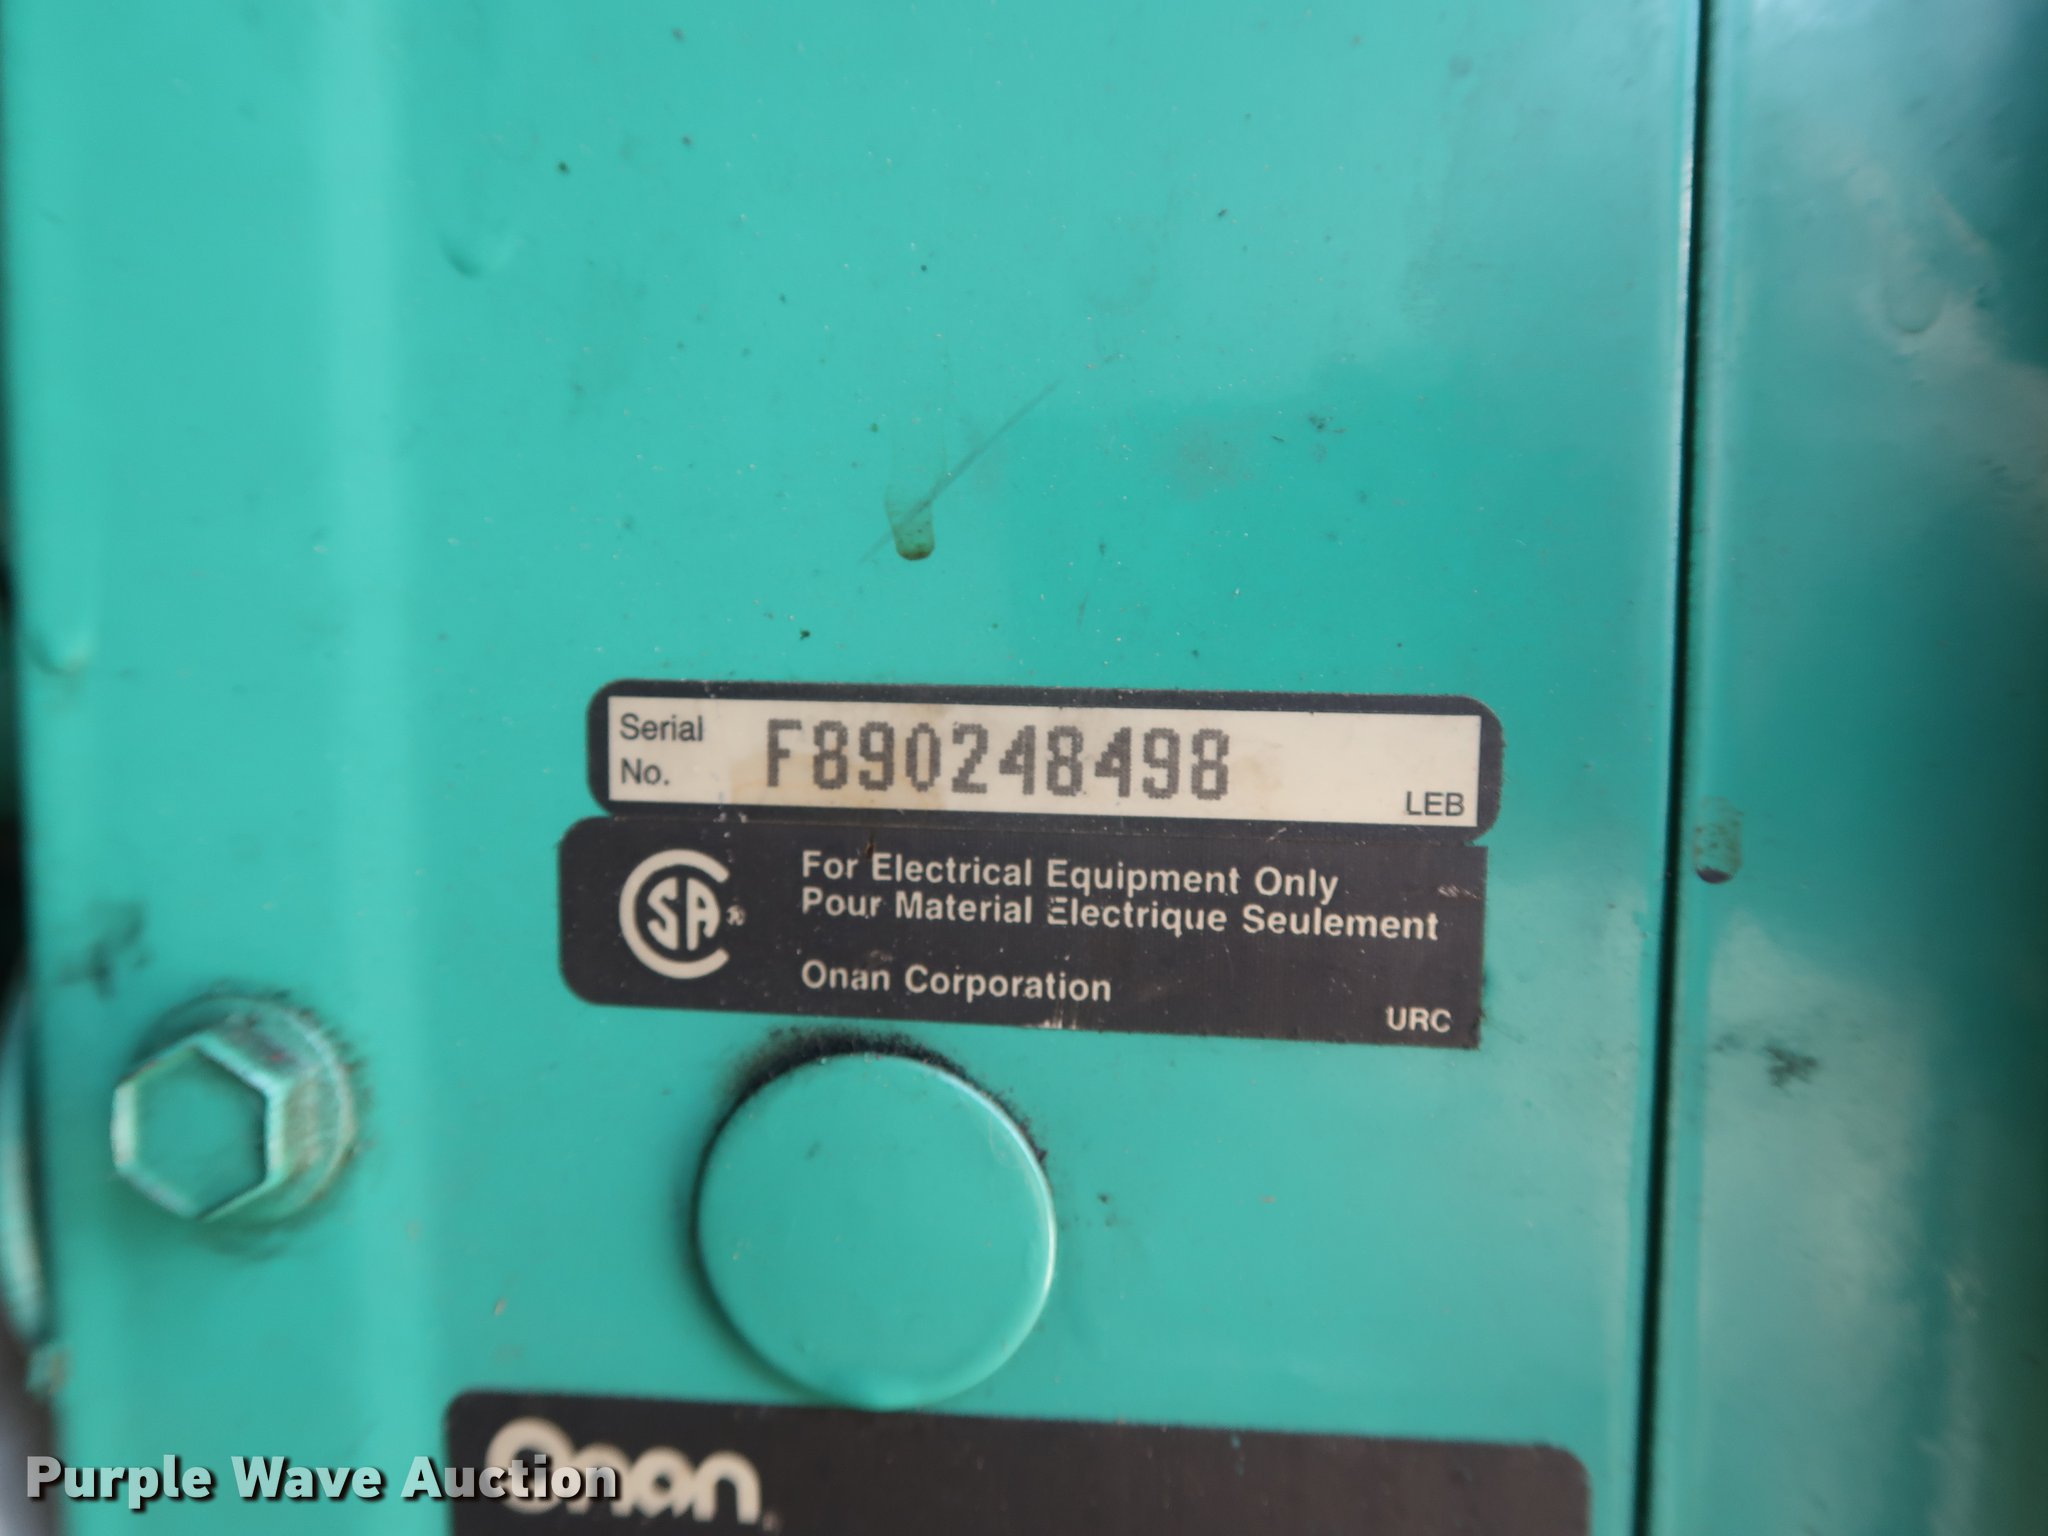 Serial
No.
F890248498
LEB
CSA®
For Electrical Equipment Only
Pour Material Electrique Seulement
Onan Corporation
URC
Onan
Purple Wave Auction